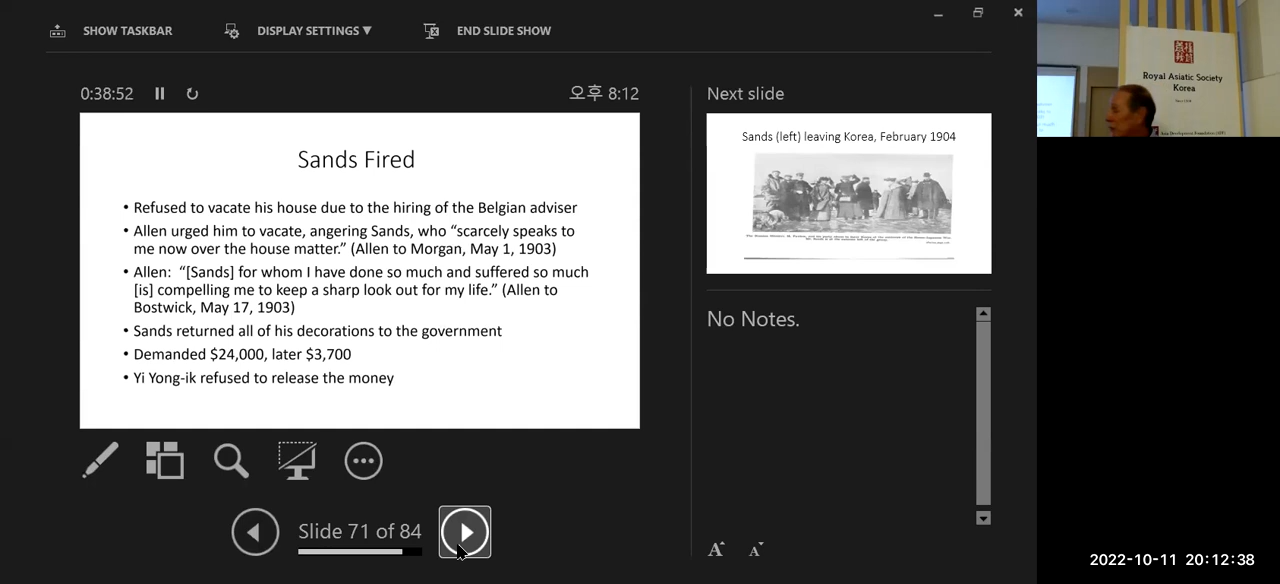 SHOW TASKBAR
DISPLAY SETTINGS ▼
END SLIDE SHOW
0:38:52
오후 8:12
Sands Fired
• Refused to vacate his house due to the hiring of the Belgian adviser
• Allen urged him to vacate, angering Sands, who “scarcely speaks to
me now over the house matter.” (Allen to Morgan, May 1, 1903)
• Allen: “[Sands] for whom I have done so much and suffered so much
[is] compelling me to keep a sharp look out for my life.” (Allen to
Bostwick, May 17, 1903)
• Sands returned all of his decorations to the government
• Demanded $24,000, later $3,700
• Yi Yong-ik refused to release the money
Slide 71 of 84
Next slide
Sands (left) leaving Korea, February 1904
No Notes.
A A
Royal Asiatic Society
Korea
2022-10-11 20:12:38